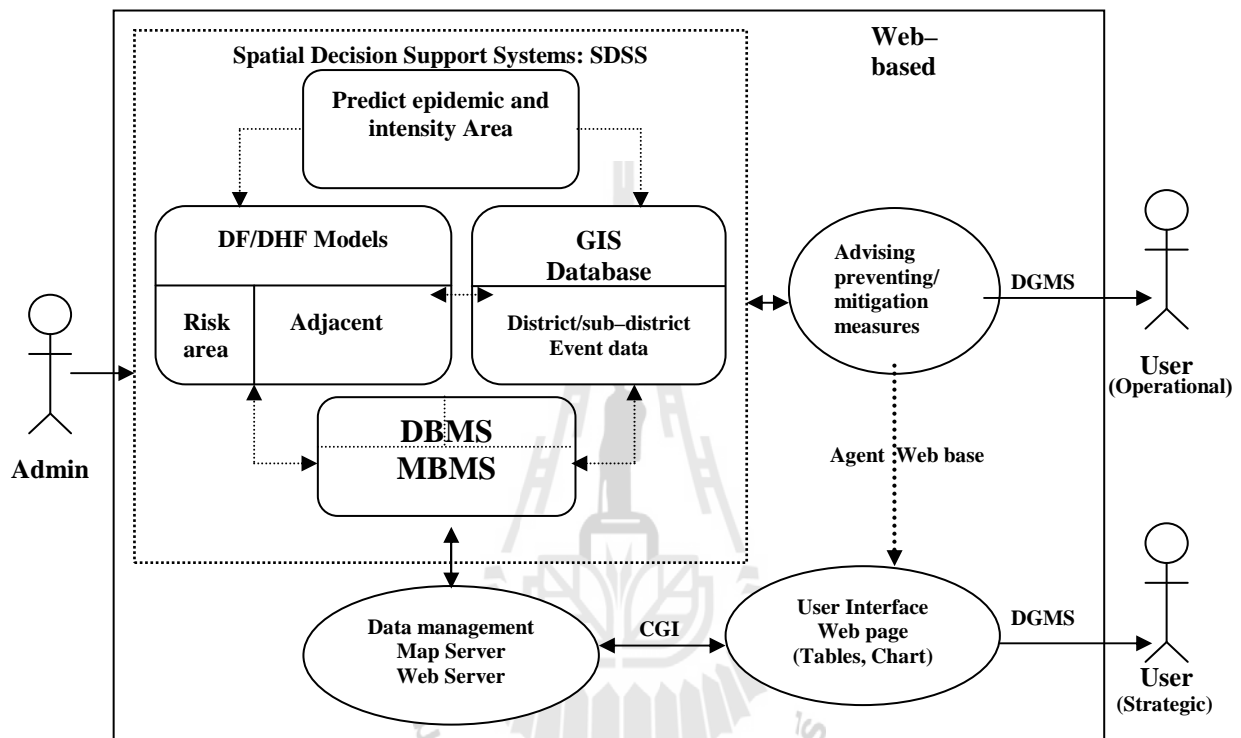 Web–
based
Spatial Decision Support Systems: SDSS
Predict epidemic and
intensity Area
DF/DHF Models
Risk
area
Adjacent
GIS
Database
District/sub–district
Event data
DBMS
MBMS
Admin
Advising
preventing/
mitigation
measures
DGMS
User
(Operational)
Agent Web base
Data management
Map Server
Web Server
CGI
User Interface
Web page
(Tables, Chart)
DGMS
User
(Strategic)